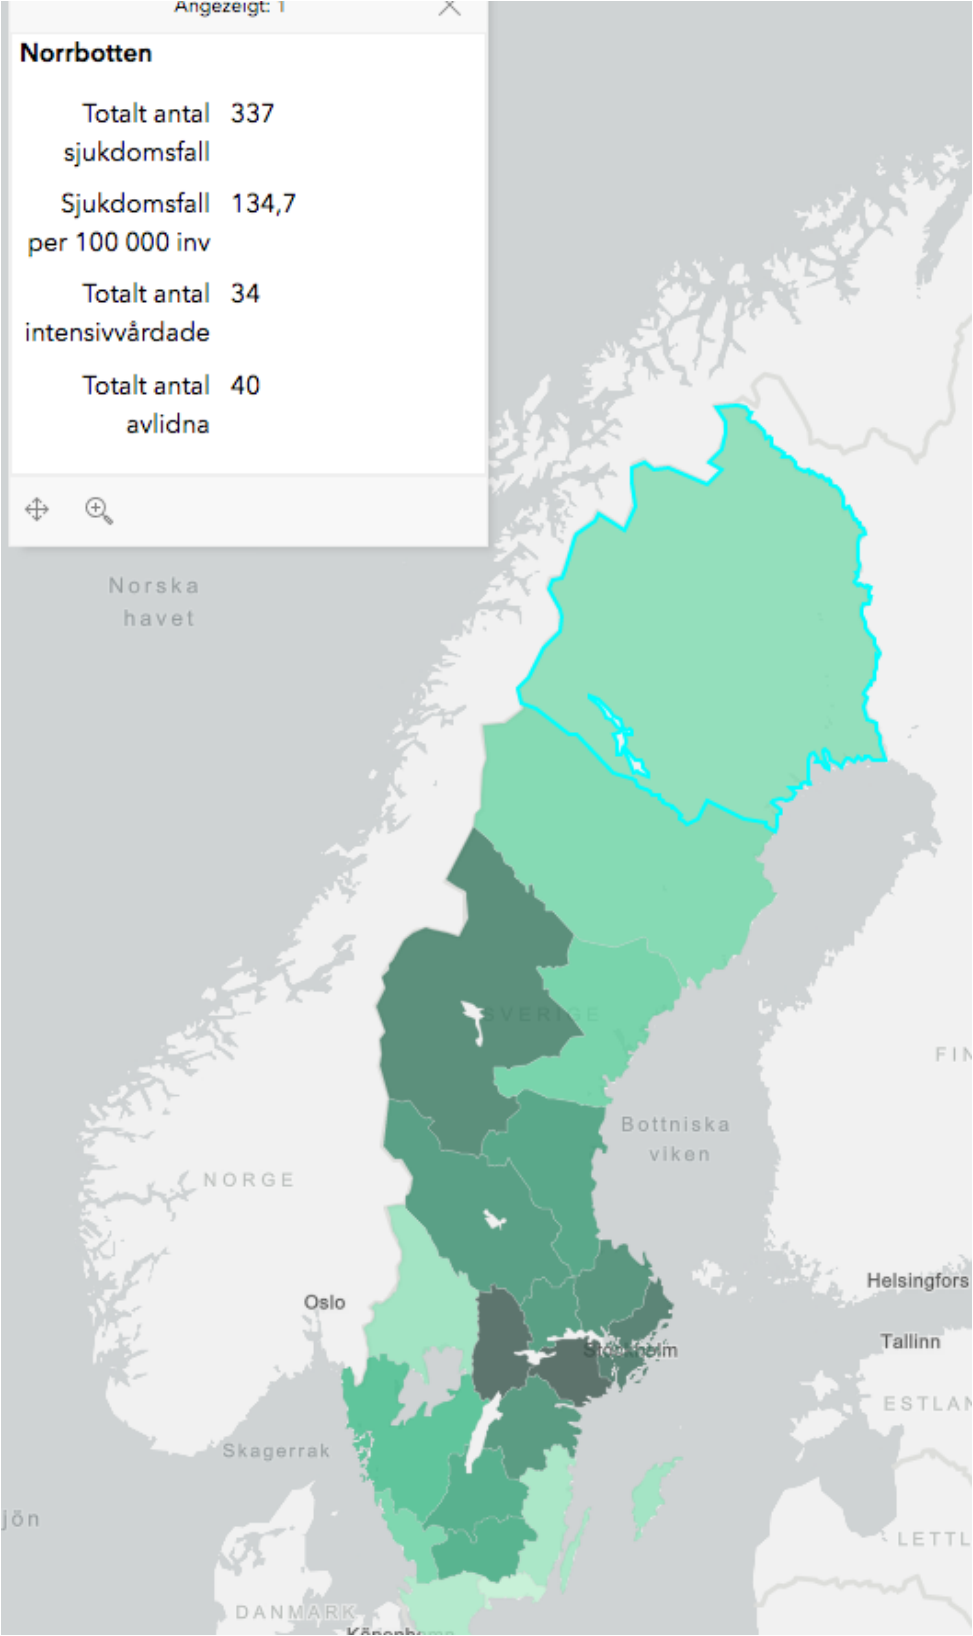 Angezeigt: 1
Norrbotten
Totalt antal 337
sjukdomsfall
Sjukdomsfall 134,7
per 100 000 inv
Totalt antal 34
intensivvårdade
Totalt antal 40
avlidna
Norska
havet
SVERIGE
FIN
Bottniska
viken
NORGE
Helsingfors
Oslo
Tallinn
Stockholm
ESTLAN
Skagerrak
jön
LETTL
DANMARK